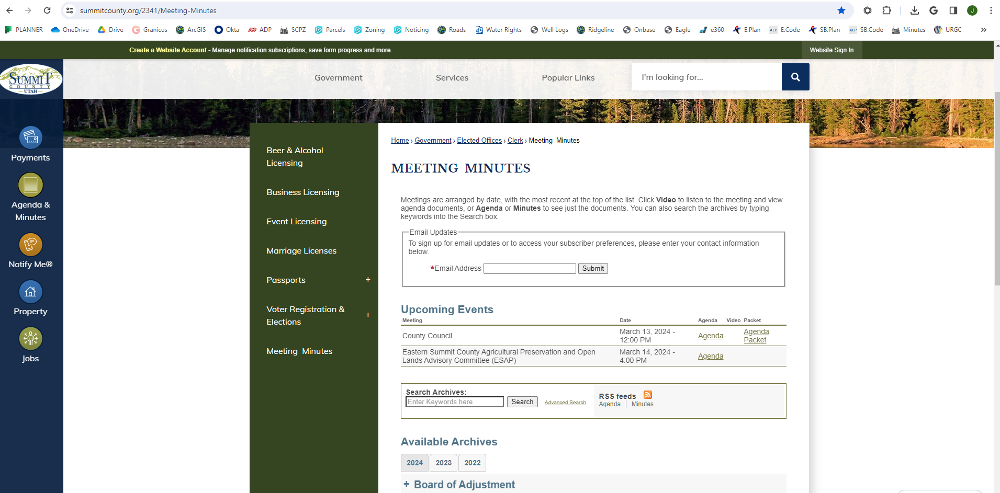 summitcounty.org/2341/Meeting-Minutes
J
PLANNER OneDrive Drive Granicus ArcGIS Okta ADP SCPZ Parcels Zoning Noticing Roads Water Rights Well Logs Ridgeline Onbase Eagle e360 E.Plan ALP E.Code SB.Plan ALP SB.Code Minutes URGC »
Create a Website Account - Manage notification subscriptions, save form progress and more.
Website Sign In
SUMMIT
COUNTY
UTAH
Government Services Popular Links
I'm looking for...
Payments
Agenda &
Minutes
Notify Me®
Property
Jobs
Beer & Alcohol
Licensing
Business Licensing
Event Licensing
Marriage Licenses
Passports +
Voter Registration &
Elections +
Meeting Minutes
Home › Government › Elected Offices › Clerk › Meeting Minutes
MEETING MINUTES
Meetings are arranged by date, with the most recent at the top of the list. Click Video to listen to the meeting and view
agenda documents, or Agenda or Minutes to see just the documents. You can also search the archives by typing
keywords into the Search box.
Email Updates
To sign up for email updates or to access your subscriber preferences, please enter your contact information
below.
*Email Address Submit
Upcoming Events
Meeting Date Agenda Video Packet
County Council March 13, 2024 - 12:00 PM Agenda Agenda Packet
Eastern Summit County Agricultural Preservation and Open
Lands Advisory Committee (ESAP) March 14, 2024 - 4:00 PM Agenda
Search Archives:
Enter Keywords here Search Advanced Search
RSS feeds
Agenda | Minutes
Available Archives
2024 2023 2022
+ Board of Adjustment